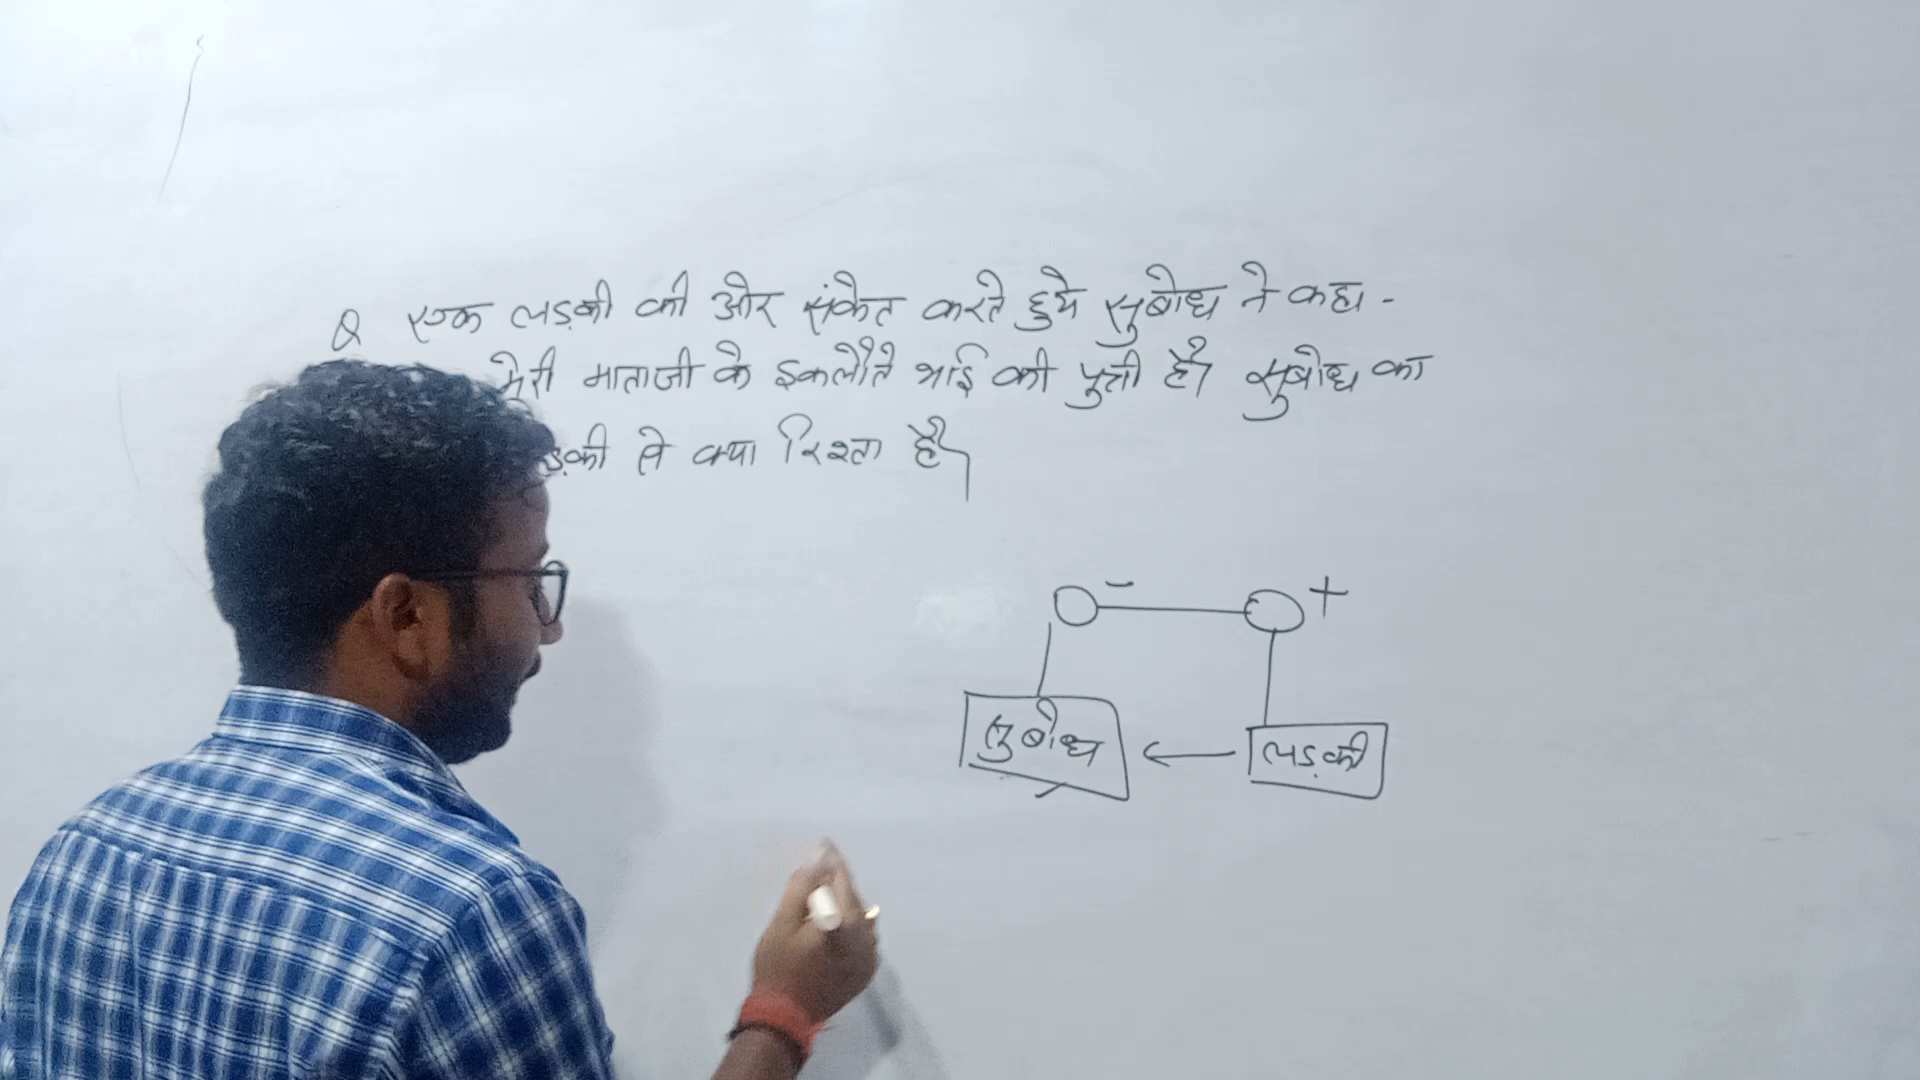 Q एक लड़की की ओर संकेत करते हुये सुबोध ने कहा -
मेरी माताजी के इकलौते भाई की पुत्री है। सुबोध का
ड़की से क्या रिश्ता है।
- +
सुबोध ← लड़की